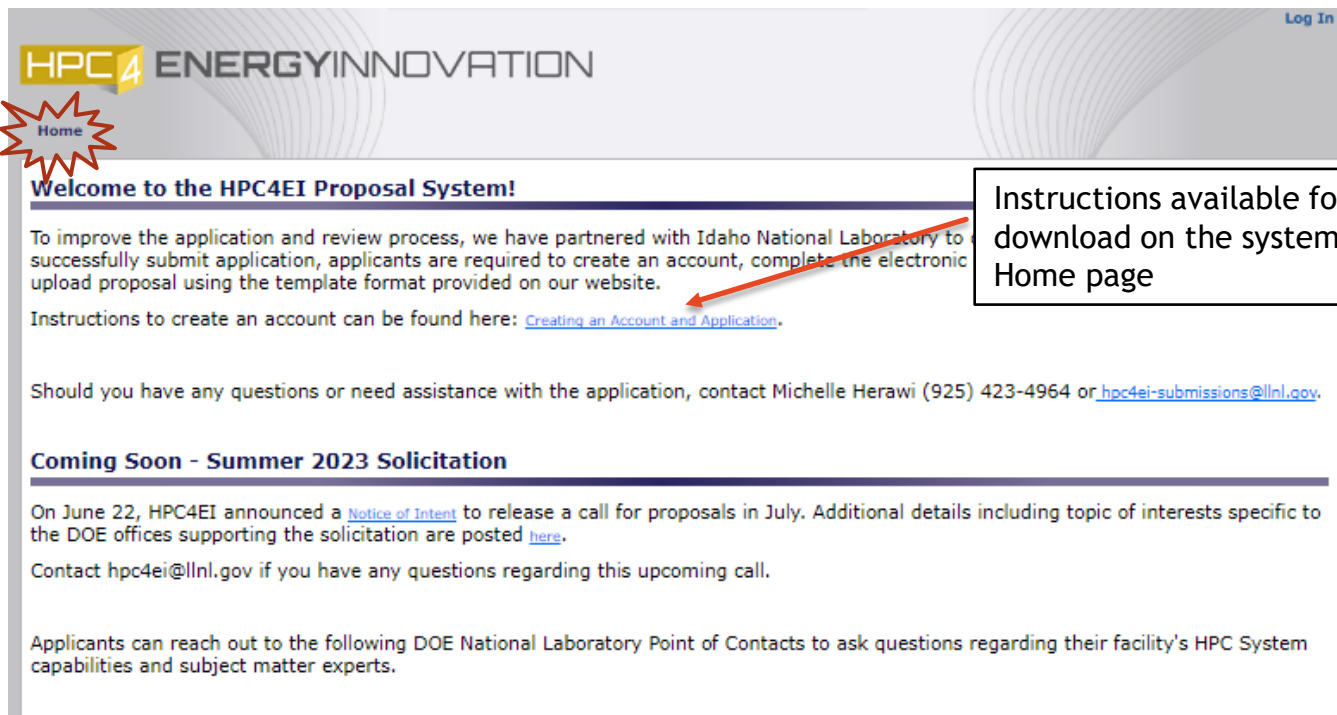 Log In
HPC4 ENERGYINNOVATION
Home
Welcome to the HPC4EI Proposal System!
Instructions available fo
download on the system
Home page
To improve the application and review process, we have partnered with Idaho National Laboratory to
successfully submit application, applicants are required to create an account, complete the electronic
upload proposal using the template format provided on our website.
Instructions to create an account can be found here: Creating an Account and Application.
Should you have any questions or need assistance with the application, contact Michelle Herawi (925) 423-4964 or hpc4ei-submissions@llnl.gov.
Coming Soon - Summer 2023 Solicitation
On June 22, HPC4EI announced a Notice of Intent to release a call for proposals in July. Additional details including topic of interests specific to
the DOE offices supporting the solicitation are posted here.
Contact hpc4ei@llnl.gov if you have any questions regarding this upcoming call.
Applicants can reach out to the following DOE National Laboratory Point of Contacts to ask questions regarding their facility's HPC System
capabilities and subject matter experts.